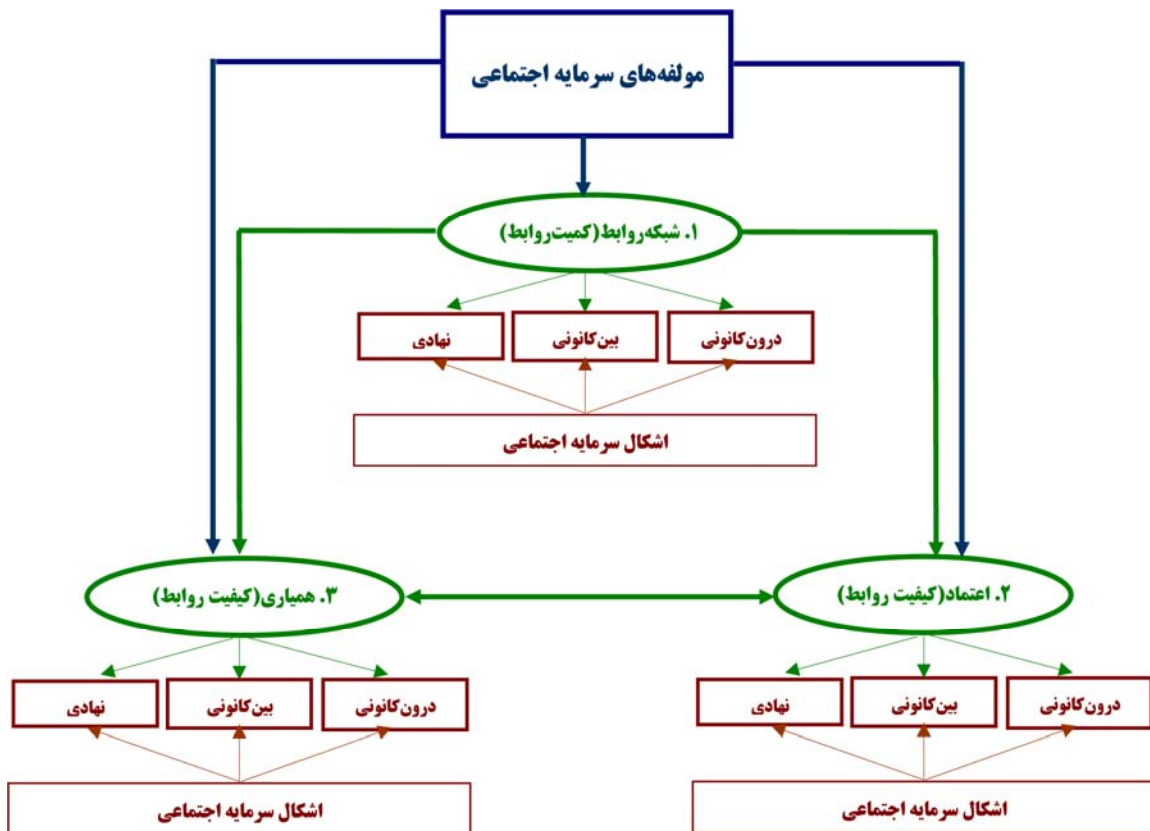 مولفه‌های سرمایه اجتماعی
۱. شبکه روابط(کمیت روابط)
درون‌کانونی
بین‌کانونی
نهادی
اشکال سرمایه اجتماعی
۲. اعتماد(کیفیت روابط)
۳. همیاری(کیفیت روابط)
درون‌کانونی
بین‌کانونی
نهادی
درون‌کانونی
بین‌کانونی
نهادی
اشکال سرمایه اجتماعی
اشکال سرمایه اجتماعی